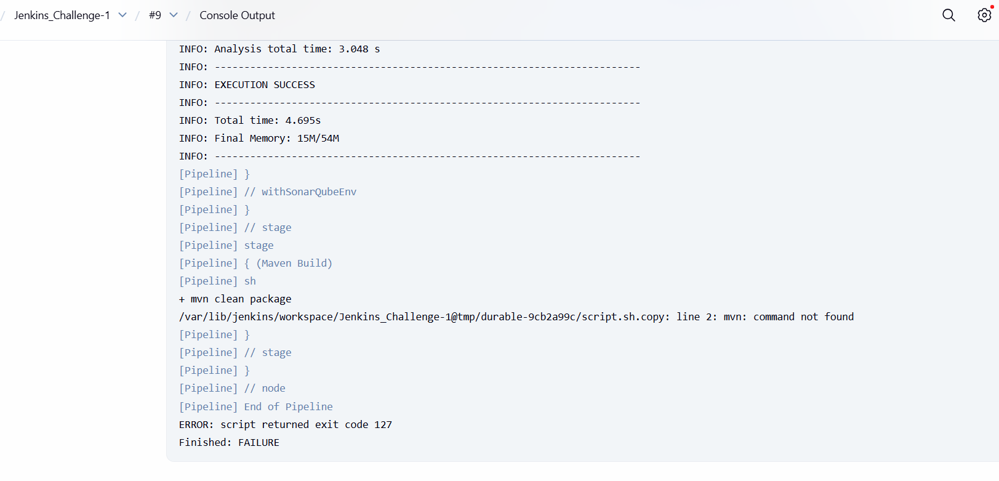 / Jenkins_Challenge-1 / #9 / Console Output
INFO: Analysis total time: 3.048 s
INFO: ------------------------------------------------------------------------
INFO: EXECUTION SUCCESS
INFO: ------------------------------------------------------------------------
INFO: Total time: 4.695s
INFO: Final Memory: 15M/54M
INFO: ------------------------------------------------------------------------
[Pipeline] }
[Pipeline] // withSonarQubeEnv
[Pipeline] }
[Pipeline] // stage
[Pipeline] stage
[Pipeline] { (Maven Build)
[Pipeline] sh
+ mvn clean package
/var/lib/jenkins/workspace/Jenkins_Challenge-1@tmp/durable-9cb2a99c/script.sh.copy: line 2: mvn: command not found
[Pipeline] }
[Pipeline] // stage
[Pipeline] }
[Pipeline] // node
[Pipeline] End of Pipeline
ERROR: script returned exit code 127
Finished: FAILURE